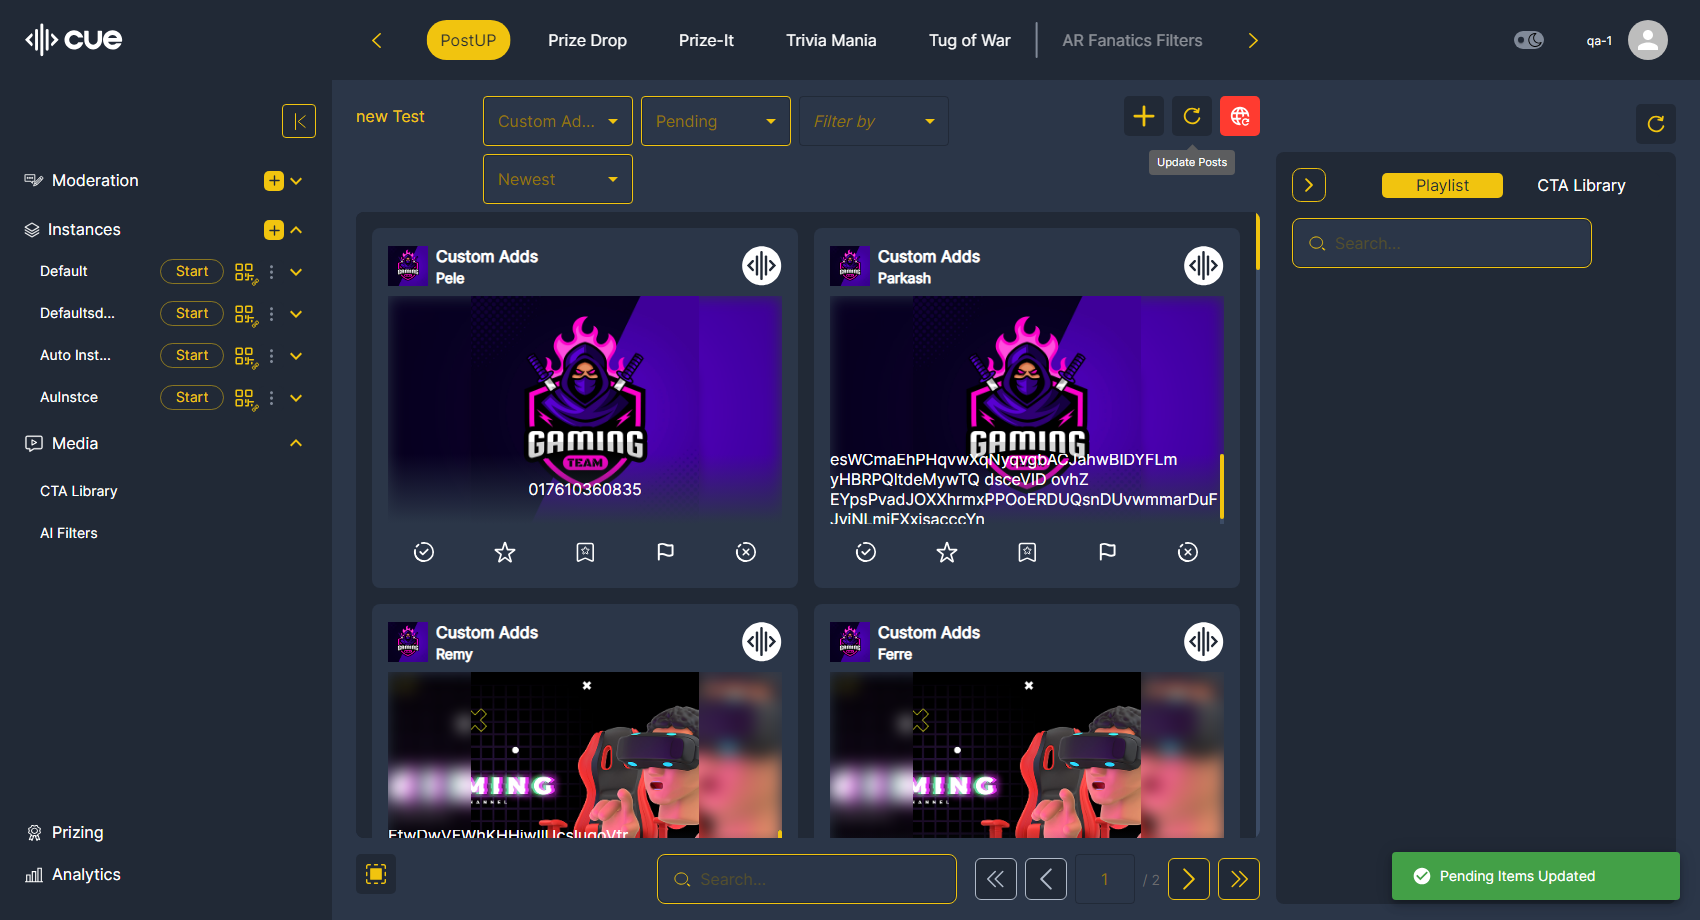 cue
PostUP
Prize Drop
Prize-It
Trivia Mania
Tug of War
AR Fanatics Filters
qa-1
Moderation
Instances
Default
Start
Defaultsd...
Start
Auto Inst...
Start
AuInstce
Start
Media
CTA Library
AI Filters
Prizing
Analytics
new Test
Custom Ad...
Pending
Filter by
Newest
Update Posts
Custom Adds
Pele
GAMING
TEAM
017610360835
Custom Adds
Parkash
GAMING
esWCmaEhPHqvwXqNyqvgbACJahwBIDYFLm
yHBRPQltdeMywTQ dsceVID ovhZ
EYpsPvadJOXXhrmxPPOoERDUQsnDUvwmmarDuF
Custom Adds
Remy
MING
Custom Adds
Ferre
MING
Search...
1
/ 2
Playlist
CTA Library
Search...
Pending Items Updated